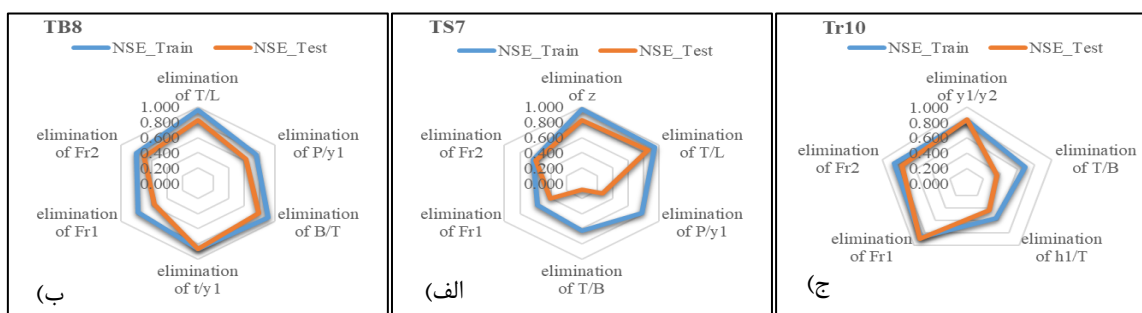 TB8
NSE_Train NSE_Test
elimination
of T/L
1.000
0.800
0.600
0.400
0.200
0.000
elimination
of P/y1
elimination
of B/T
elimination
of t/y1
elimination
of Fr1
elimination
of Fr2
ب)
TS7
NSE_Train NSE_Test
elimination
of z
1.000
0.800
0.600
0.400
0.200
0.000
elimination
of T/L
elimination
of P/y1
elimination
of T/B
elimination
of Fr1
elimination
of Fr2
الف)
Tr10
NSE_Train NSE_Test
elimination
of y1/y2
1.000
0.800
0.600
0.400
0.200
0.000
elimination
of T/B
elimination
of h1/T
elimination
of Fr1
elimination
of Fr2
ج)